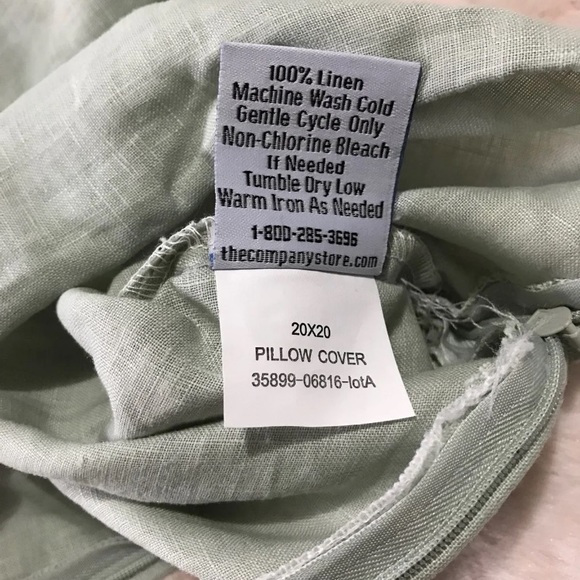 100% Linen
Machine Wash Cold
Gentle Cycle Only
Non-Chlorine Bleach
If Needed
Tumble Dry Low
Warm Iron As Needed
1-800-285-3696
thecompanystore.com
20X20
PILLOW COVER
35899-06816-lotA